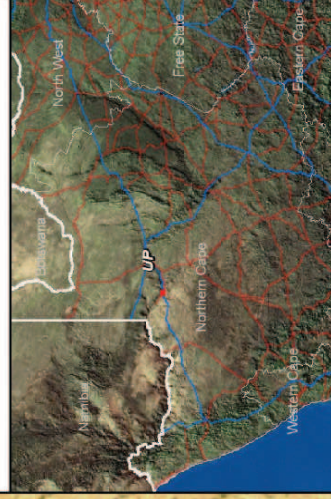 North West
Free State
Eastern Cape
Botswana
UP
Northern Cape
Namibia
Western Cape